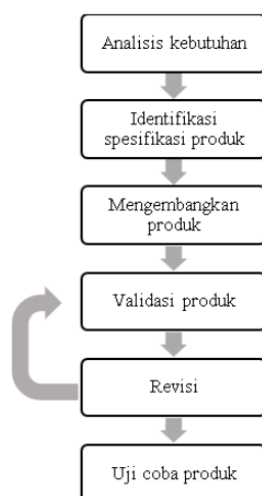 Analisis kebutuhan
Identifikasi
spesifikasi produk
Mengembangkan
produk
Validasi produk
Revisi
Uji coba produk